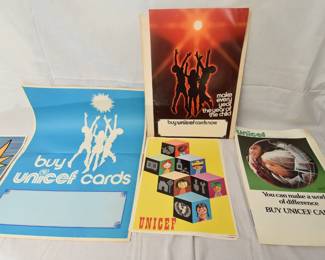 buy
unicef cards
make
every
year
the year of
the child
buy unicef cards now
UNICEF
unicef
You can make a world
of difference
BUY UNICEF CA